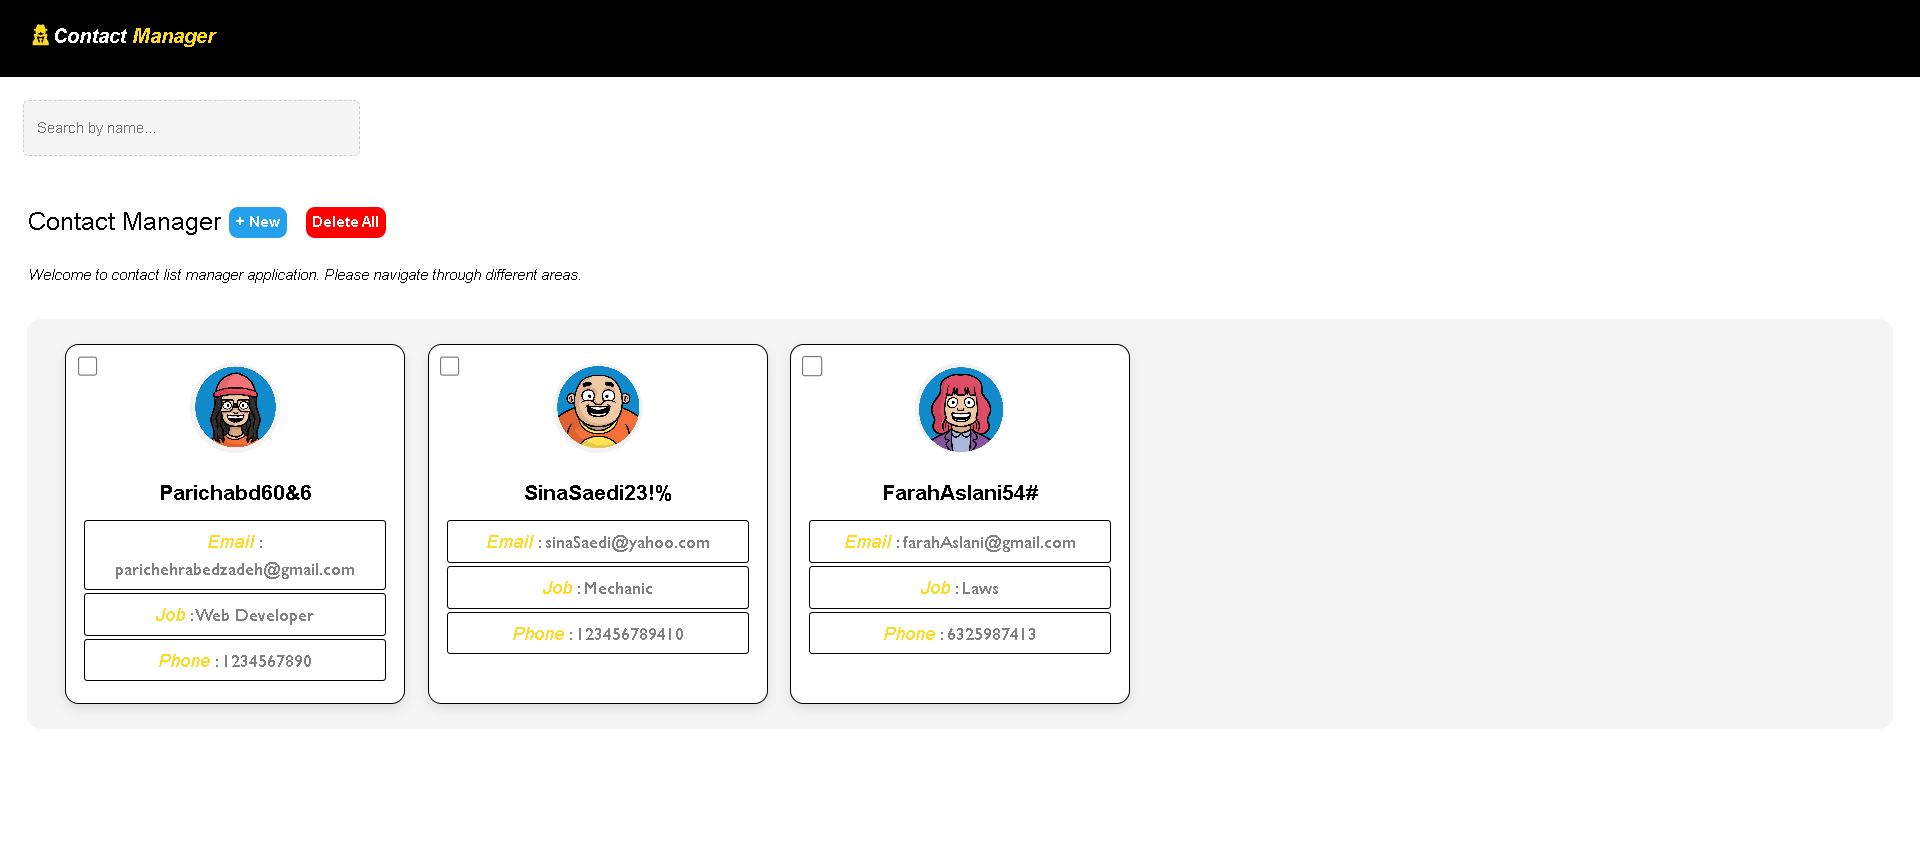 Contact Manager
Search by name...
Contact Manager + New Delete All
Welcome to contact list manager application. Please navigate through different areas.
Parichabd60&6
Email :
parichehrabedzadeh@gmail.com
Job : Web Developer
Phone : 1234567890
SinaSaedi23!%
Email : sinaSaedi@yahoo.com
Job : Mechanic
Phone : 123456789410
FarahAslani54#
Email : farahAslani@gmail.com
Job : Laws
Phone : 6325987413